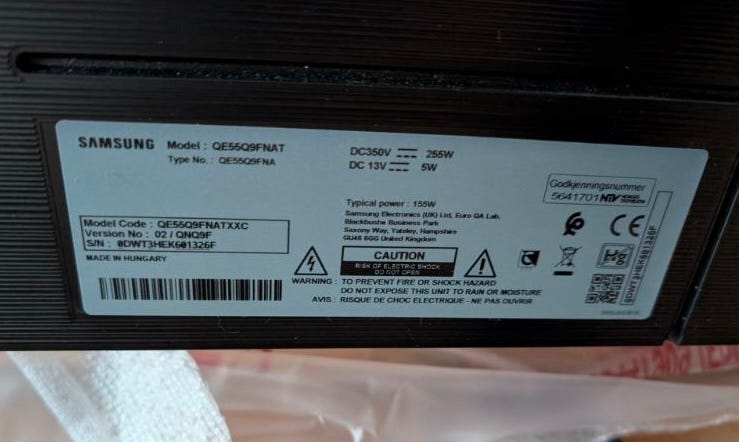 SAMSUNG Model : QE55Q9FNAT
Type No. : QE55Q9FNA
DC350V 255W
DC 13V 5W
Typical power : 155W
Samsung Electronics (UK) Ltd, Euro QA Lab,
Blackbushe Business Park
Saxony Way, Yateley, Hampshire
GU46 6GG United Kingdom
Godkjenningsnummer
5641701
Model Code : QE55Q9FNATXXC
Version No : 02 / QNQ9F
S/N : 0DWT3HEK601326F
MADE IN HUNGARY
CAUTION
RISK OF ELECTRIC SHOCK
DO NOT OPEN
WARNING : TO PREVENT FIRE OR SHOCK HAZARD
DO NOT EXPOSE THIS UNIT TO RAIN OR MOISTURE
AVIS : RISQUE DE CHOC ELECTRIQUE - NE PAS OUVRIR
CE
0DWT3HEK601326F